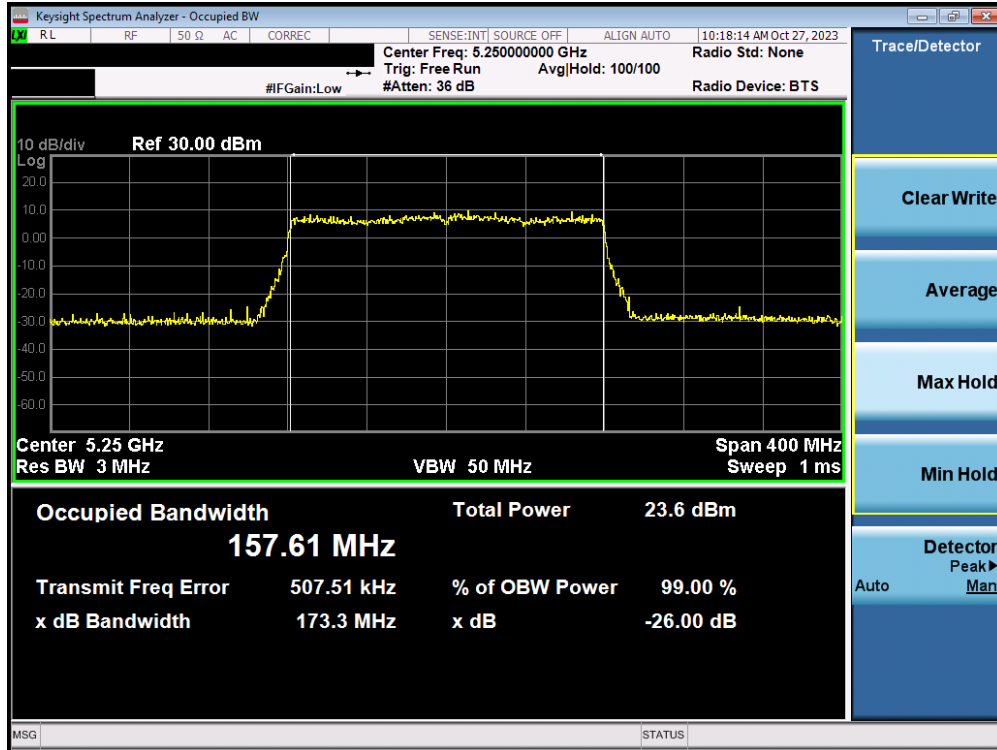 Keysight Spectrum Analyzer - Occupied BW
LXI RL RF 50 Ω AC CORREC SENSE:INT SOURCE OFF ALIGN AUTO 10:18:14 AM Oct 27, 2023
Center Freq: 5.250000000 GHz Radio Std: None
Trig: Free Run Avg|Hold: 100/100
#IFGain:Low #Atten: 36 dB Radio Device: BTS
Trace/Detector
10 dB/div Ref 30.00 dBm
Log
20.0
10.0
0.00
-10.0
-20.0
-30.0
-40.0
-50.0
-60.0
Center 5.25 GHz Span 400 MHz
Res BW 3 MHz VBW 50 MHz Sweep 1 ms
Occupied Bandwidth Total Power 23.6 dBm
157.61 MHz
Transmit Freq Error 507.51 kHz % of OBW Power 99.00 %
x dB Bandwidth 173.3 MHz x dB -26.00 dB
Clear Write
Average
Max Hold
Min Hold
Detector
Peak
Auto Man
MSG STATUS